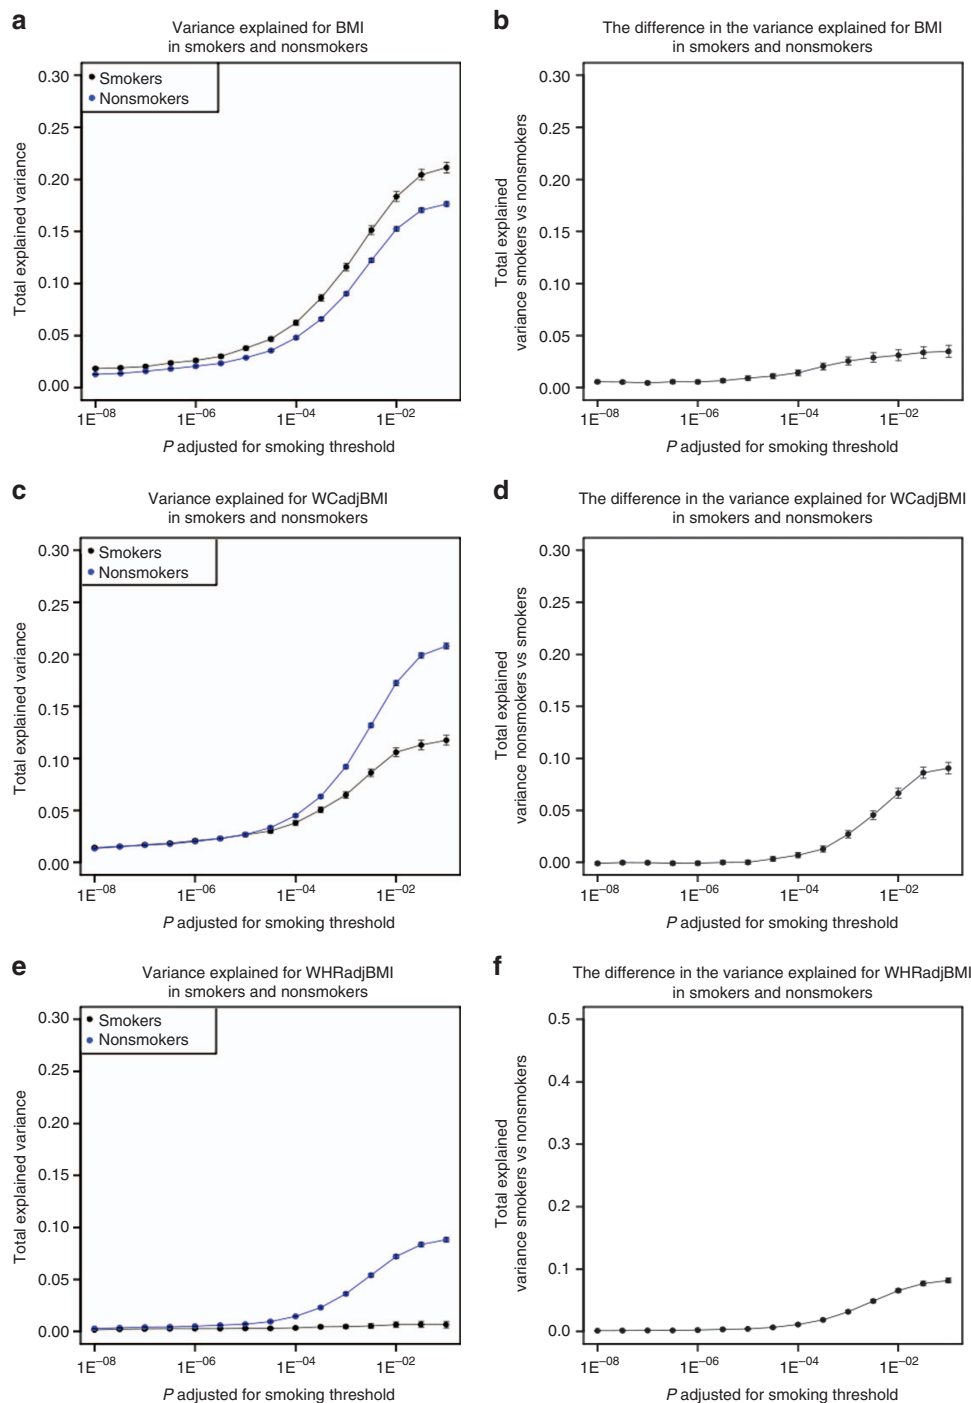 a
Variance explained for BMI
in smokers and nonsmokers
Smokers
Nonsmokers
0.30
0.25
0.20
0.15
0.10
0.05
0.00
Total explained variance
1E−08
1E−06
1E−04
1E−02
P adjusted for smoking threshold
b
The difference in the variance explained for BMI
in smokers and nonsmokers
0.30
0.25
0.20
0.15
0.10
0.05
0.00
Total explained
variance smokers vs nonsmokers
1E−08
1E−06
1E−04
1E−02
P adjusted for smoking threshold
c
Variance explained for WCadjBMI
in smokers and nonsmokers
Smokers
Nonsmokers
0.30
0.25
0.20
0.15
0.10
0.05
0.00
Total explained variance
1E−08
1E−06
1E−04
1E−02
P adjusted for smoking threshold
d
The difference in the variance explained for WCadjBMI
in smokers and nonsmokers
0.30
0.25
0.20
0.15
0.10
0.05
0.00
Total explained
variance nonsmokers vs smokers
1E−08
1E−06
1E−04
1E−02
P adjusted for smoking threshold
e
Variance explained for WHRadjBMI
in smokers and nonsmokers
Smokers
Nonsmokers
0.30
0.25
0.20
0.15
0.10
0.05
0.00
Total explained variance
1E−08
1E−06
1E−04
1E−02
P adjusted for smoking threshold
f
The difference in the variance explained for WHRadjBMI
in smokers and nonsmokers
0.5
0.4
0.3
0.2
0.1
0.0
Total explained
variance smokers vs nonsmokers
1E−08
1E−06
1E−04
1E−02
P adjusted for smoking threshold